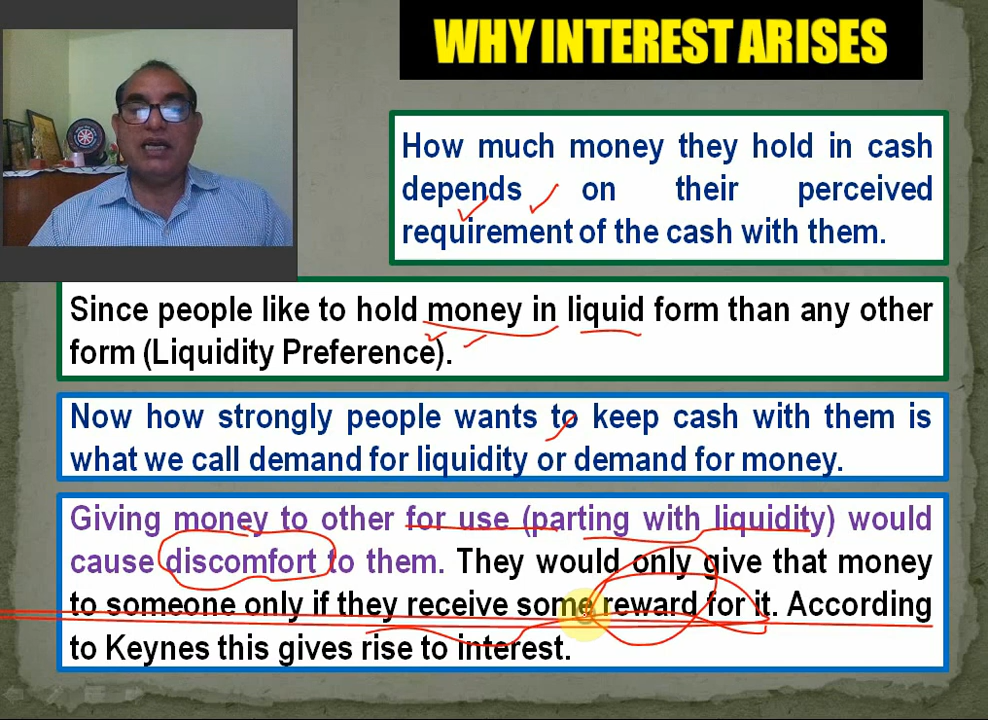 WHY INTEREST ARISES
How much money they hold in cash
depends on their perceived
requirement of the cash with them.
Since people like to hold money in liquid form than any other
form (Liquidity Preference).
Now how strongly people wants to keep cash with them is
what we call demand for liquidity or demand for money.
Giving money to other for use (parting with liquidity) would
cause discomfort to them. They would only give that money
to someone only if they receive some reward for it. According
to Keynes this gives rise to interest.